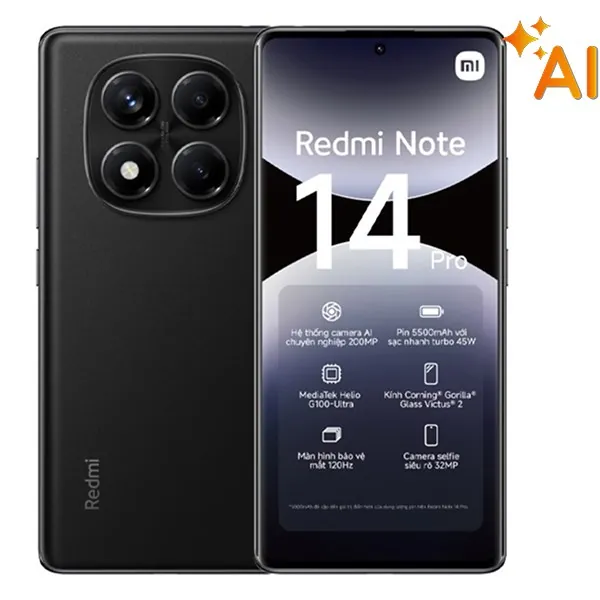 AI
mi
Redmi Note
14
Pro
Hệ thống camera AI
chuyên nghiệp 200MP
Pin 5500mAh với
sạc nhanh turbo 45W
MediaTek Helio
G100-Ultra
Kính Corning® Gorilla®
Glass Victus® 2
Màn hình bảo vệ
mắt 120Hz
Camera selfie
siêu rõ 32MP
Redmi